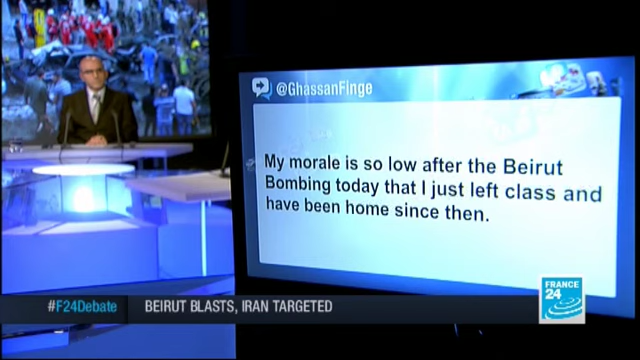 @GhassanFinge
My morale is so low after the Beirut
Bombing today that I just left class and
have been home since then.
#F24Debate
BEIRUT BLASTS, IRAN TARGETED
FRANCE
24